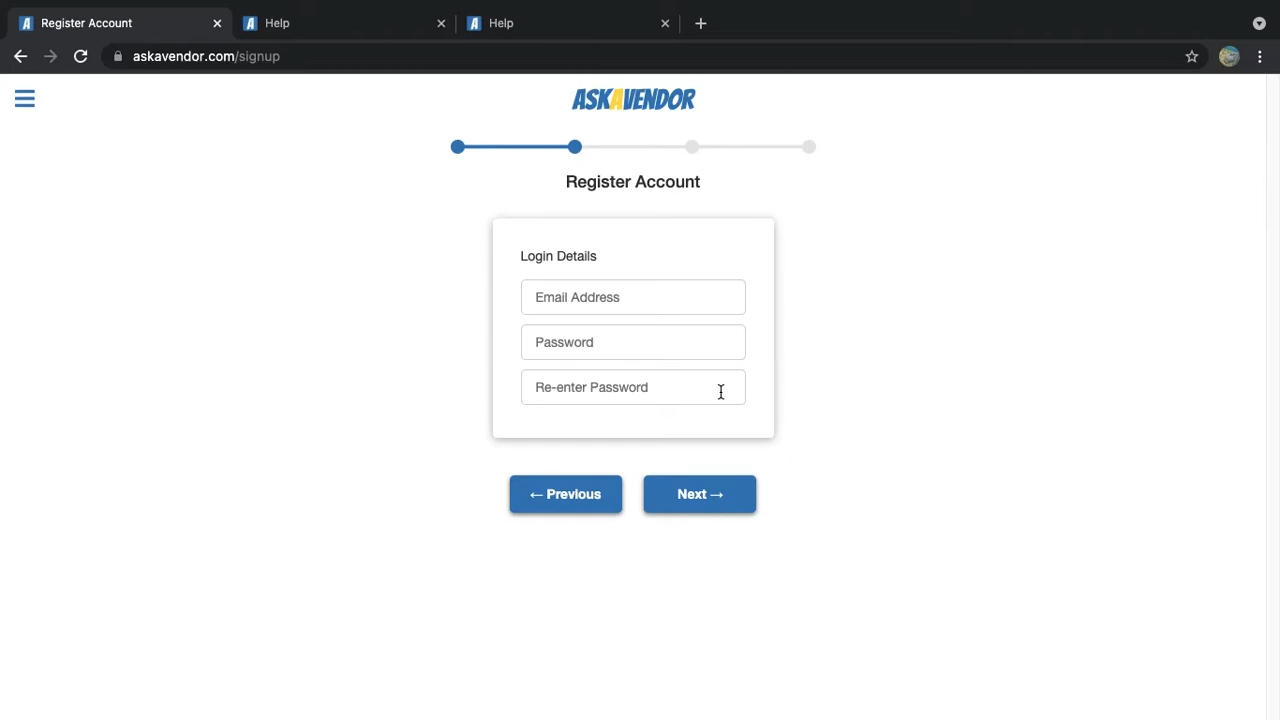 Register Account
Help
Help
askavendor.com/signup
ASKAVENDOR
Register Account
Login Details
Email Address
Password
Re-enter Password
← Previous
Next →